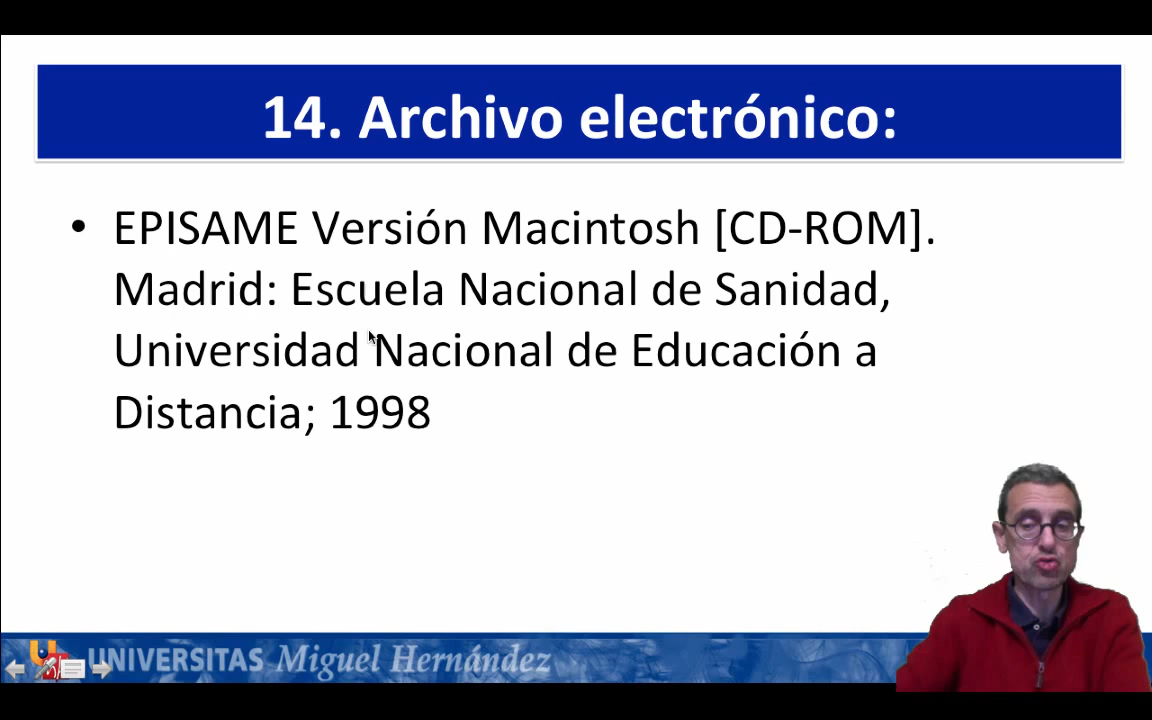 14. Archivo electrónico:
• EPISAME Versión Macintosh [CD-ROM].
Madrid: Escuela Nacional de Sanidad,
Universidad Nacional de Educación a
Distancia; 1998
UNIVERSITAS Miguel Hernández